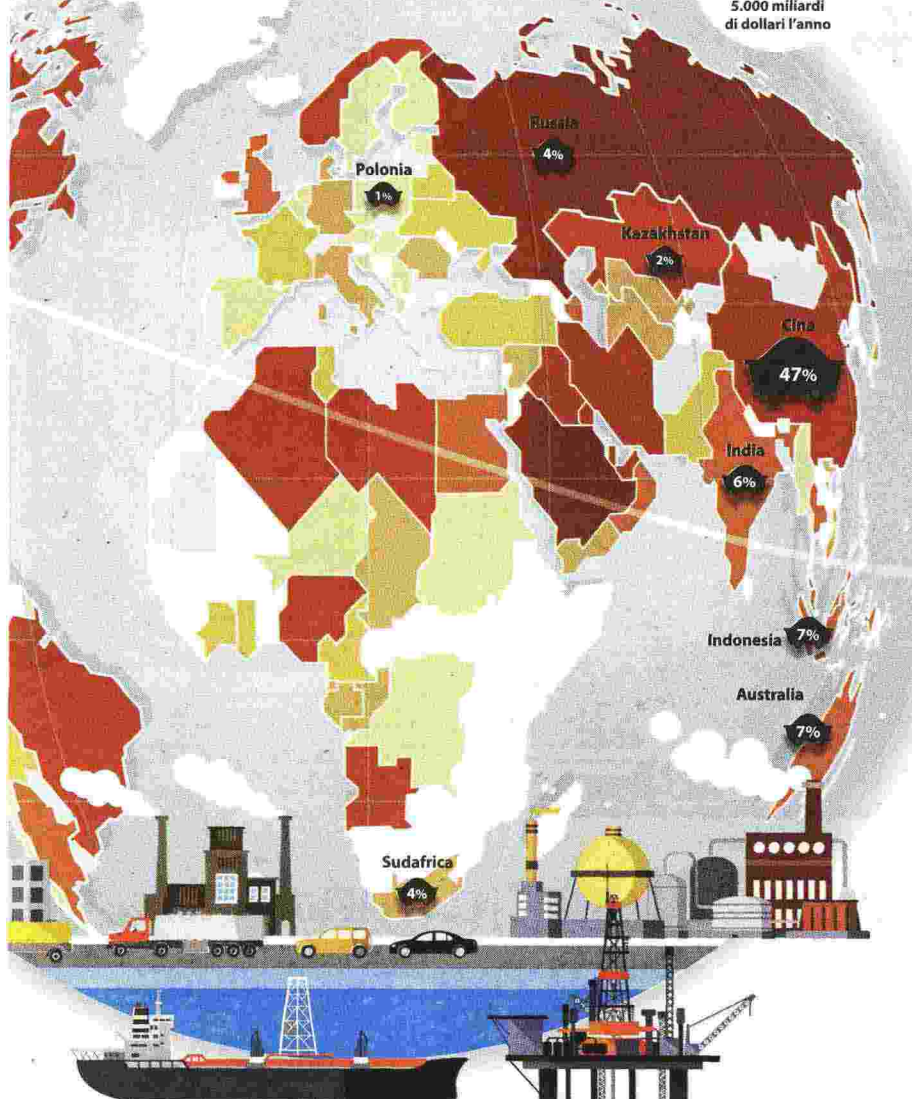 5.000 miliardi
di dollari l'anno
Russia
4%
Polonia
1%
Kazakhstan
2%
Cina
47%
India
6%
Indonesia 7%
Australia
7%
Sudafrica
4%